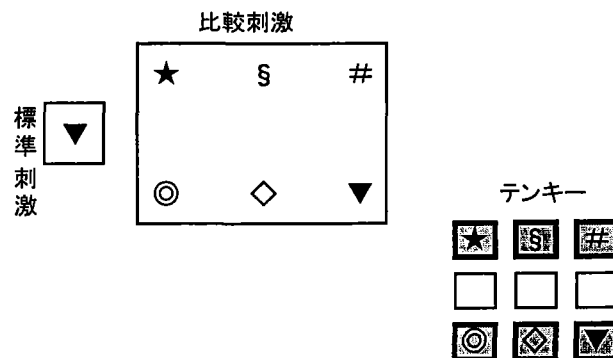 比較刺激
★ § #
標準刺激
▼
◎ ◇ ▼
テンキー
★ § #
◎ ◇ ▼